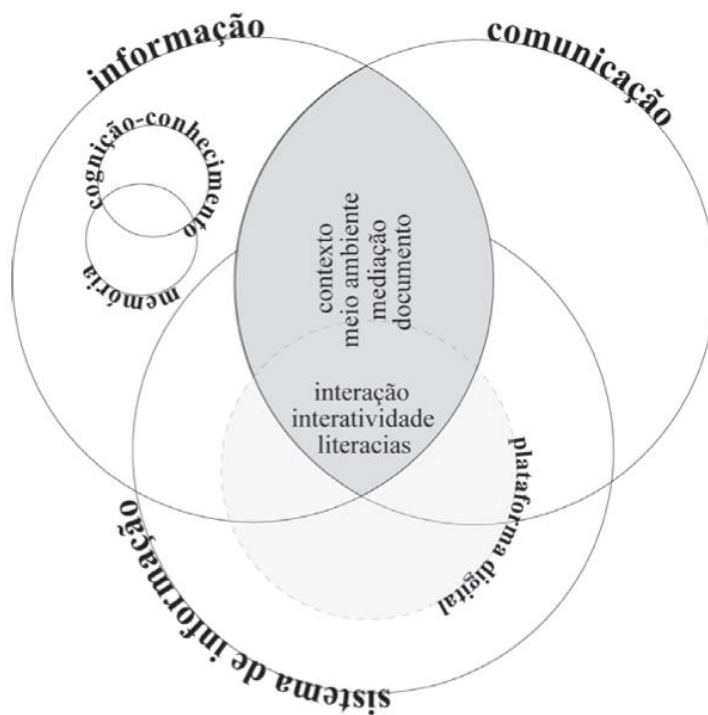 informação
comunicação
cognição-conhecimento
memória
contexto
meio ambiente
mediação
documento
interação
interatividade
literacias
plataforma digital
sistema de informação